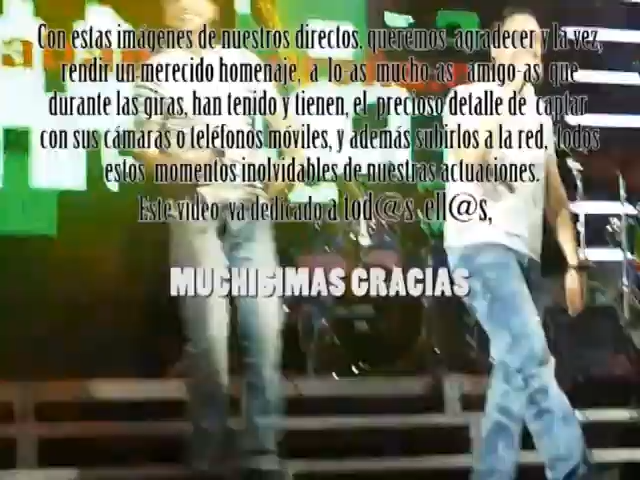 Con estas imágenes de nuestros directos, queremos agradecer y la vez,
rendir un merecido homenaje, a lo-as mucho-as amigo-as que
durante las giras, han tenido y tienen, el precioso detalle de captar
con sus cámaras o teléfonos móviles, y además subirlos a la red, todos
estos momentos inolvidables de nuestras actuaciones.
Este video va dedicado a tod@s ell@s,
MUCHISIMAS GRACIAS